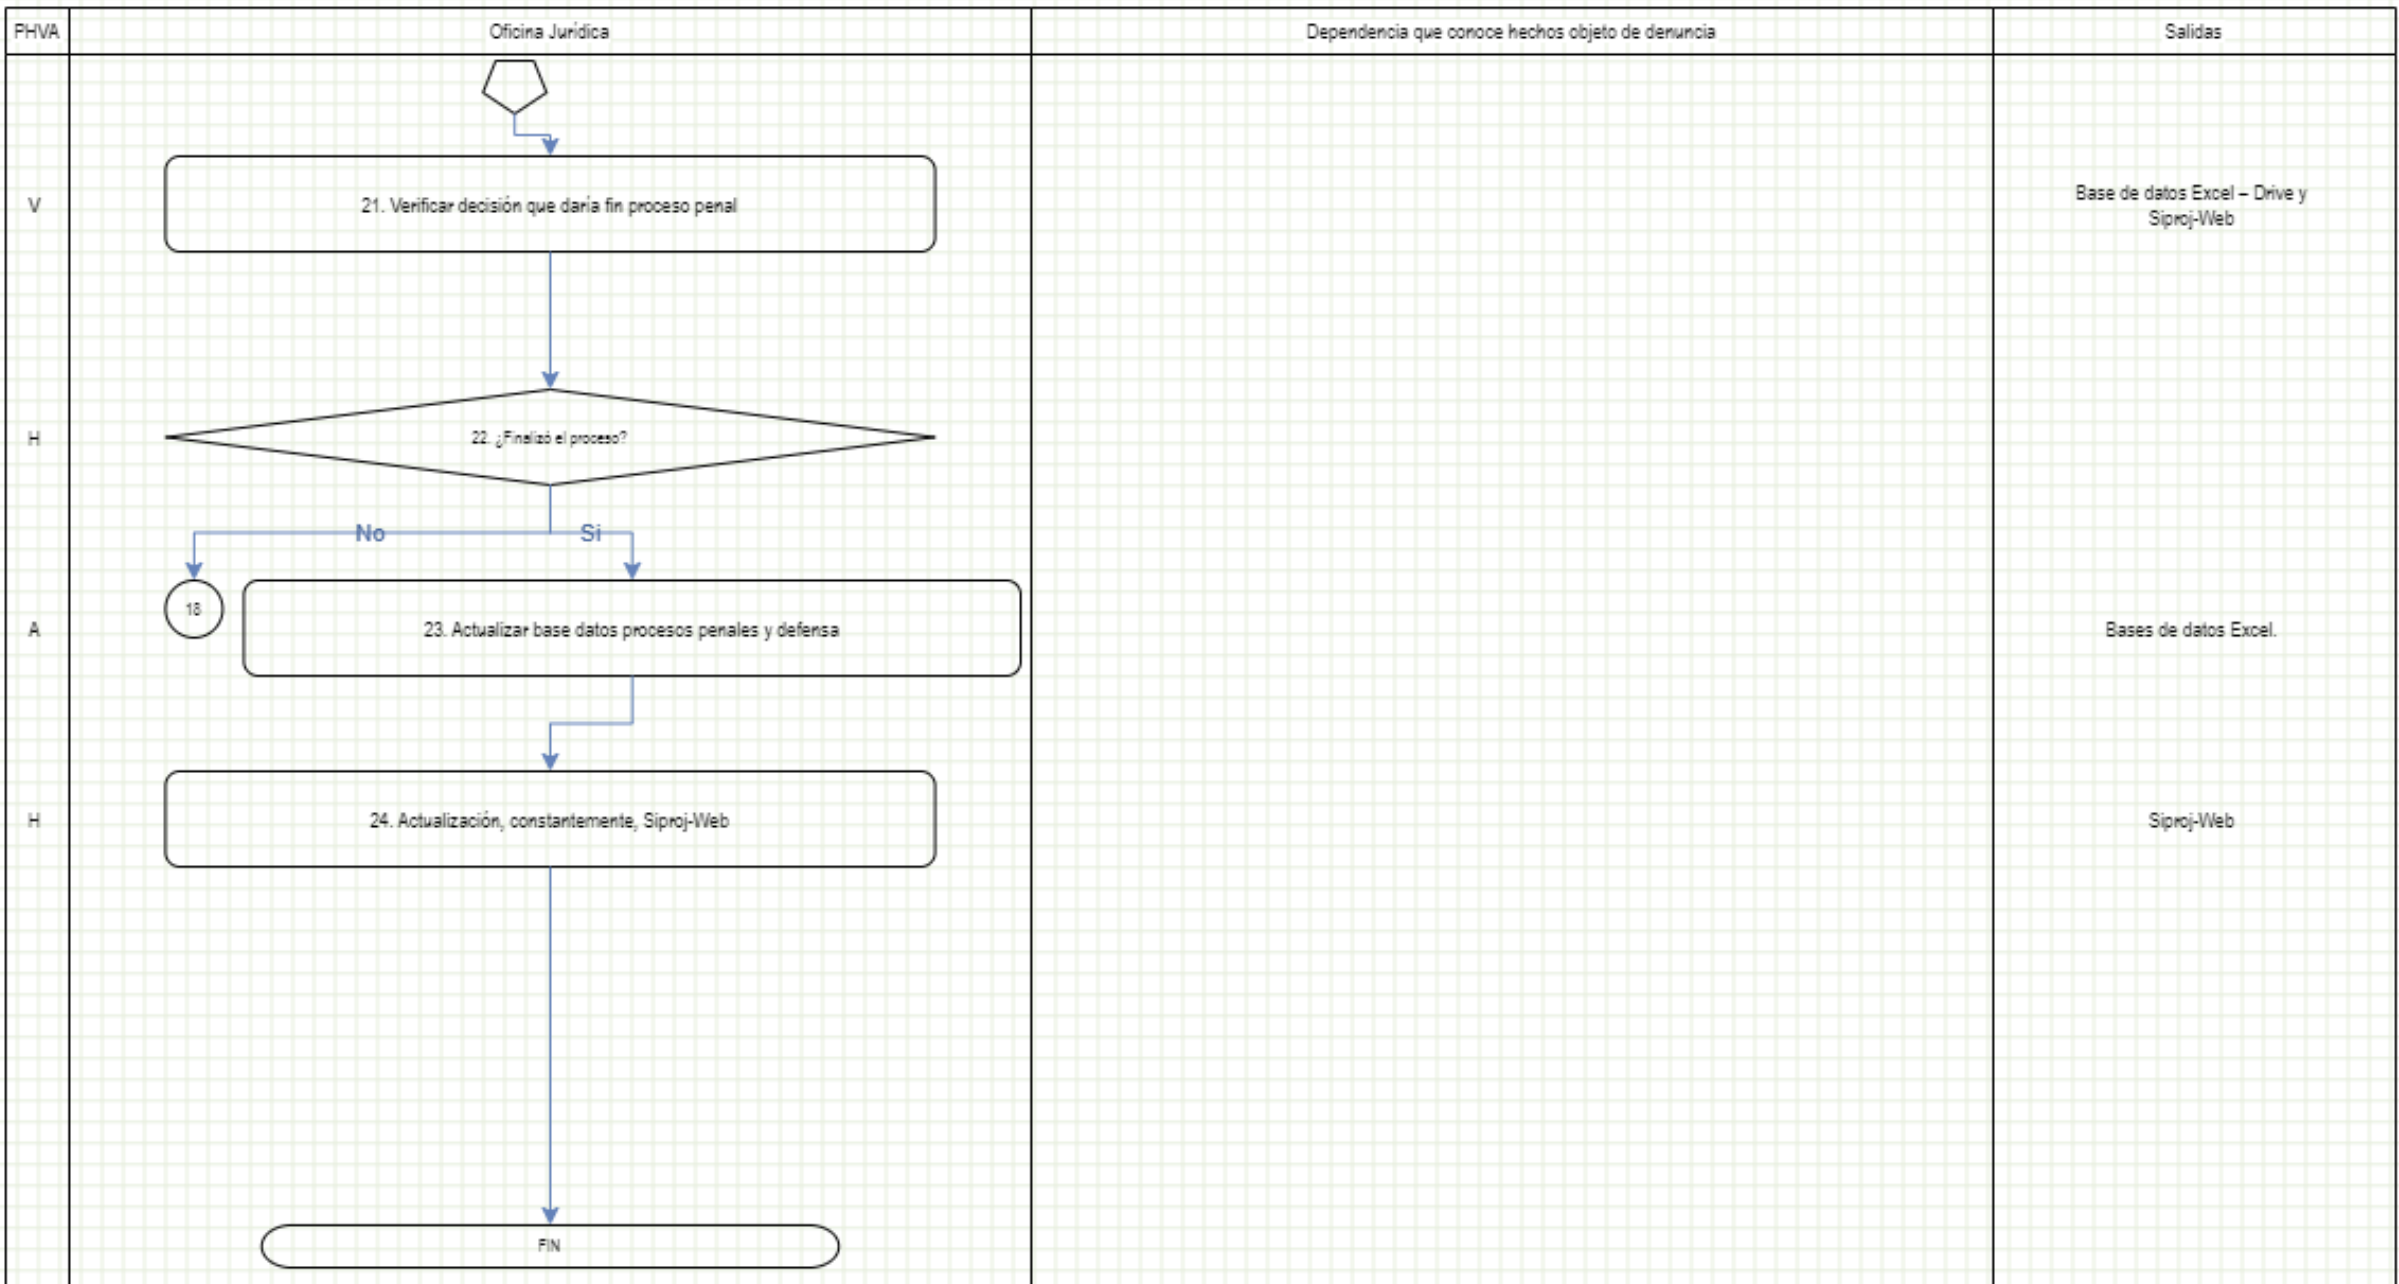 PHVA
Oficina Jurídica
Dependencia que conoce hechos objeto de denuncia
Salidas
V
21. Verificar decisión que daría fin proceso penal
Base de datos Excel – Drive y
Siproj-Web
H
22. ¿Finalizó el proceso?
No
Si
18
A
23. Actualizar base datos procesos penales y defensa
Bases de datos Excel.
H
24. Actualización, constantemente, Siproj-Web
Siproj-Web
FIN